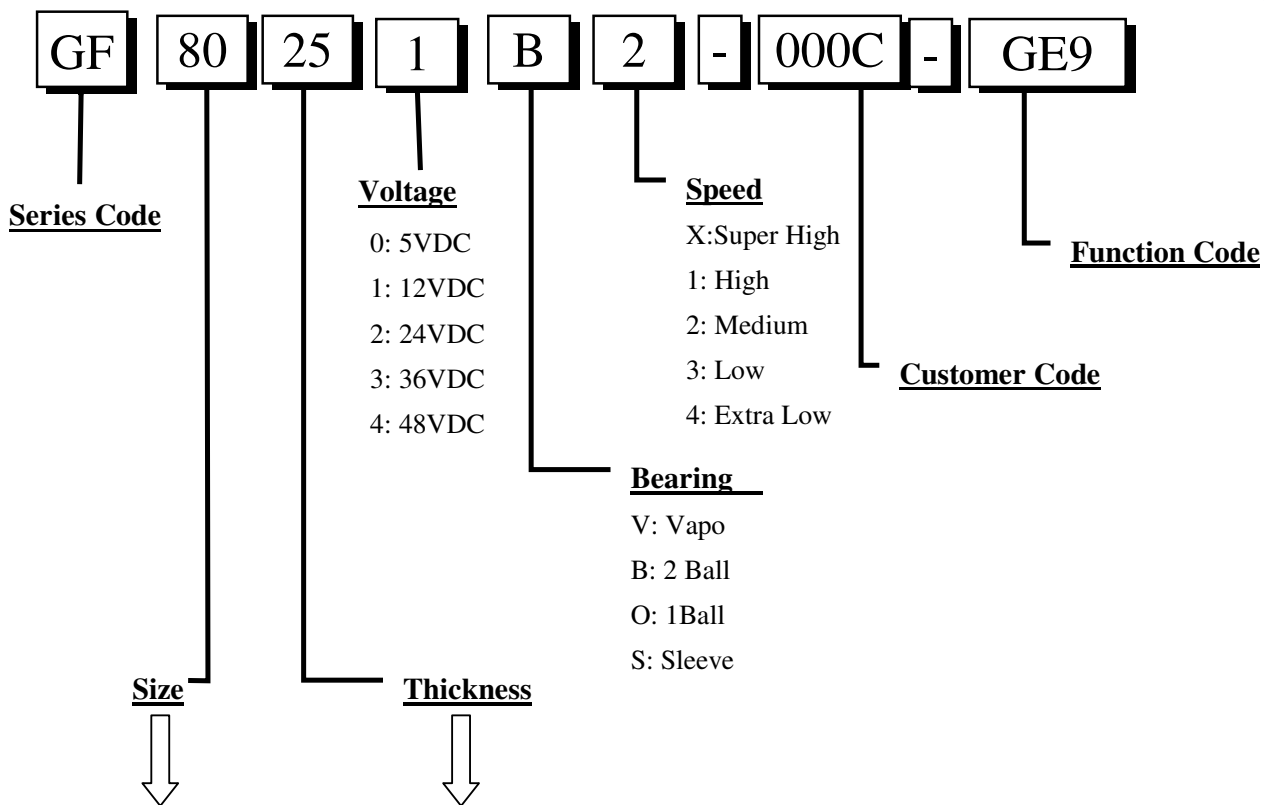 GF 80 25 1 B 2 - 000C - GE9
Series Code
Voltage
0: 5VDC
1: 12VDC
2: 24VDC
3: 36VDC
4: 48VDC
Speed
X:Super High
1: High
2: Medium
3: Low
4: Extra Low
Function Code
Customer Code
Bearing
V: Vapo
B: 2 Ball
O: 1Ball
S: Sleeve
Size
Thickness